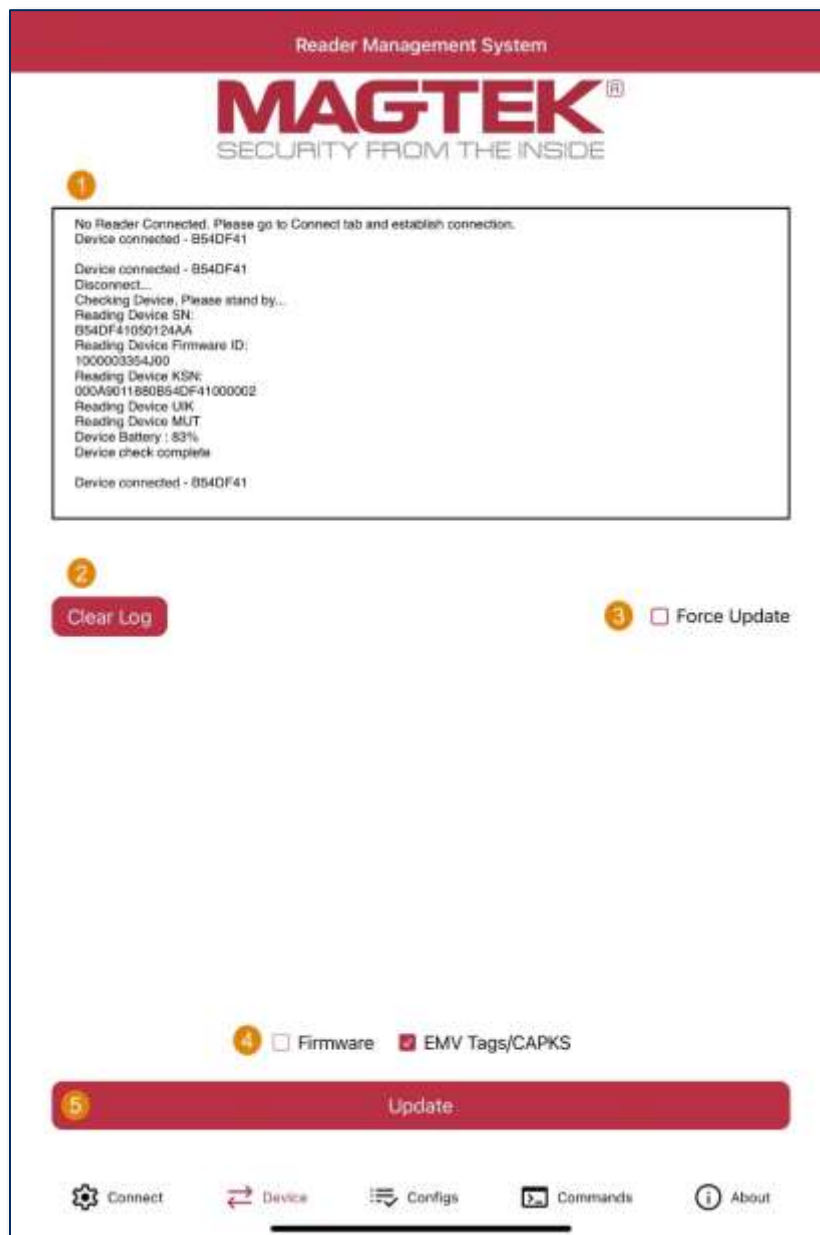 Reader Management System
MAGTEK®
SECURITY FROM THE INSIDE
1
No Reader Connected. Please go to Connect tab and establish connection.
Device connected - B54DF41
Device connected - B54DF41
Disconnect...
Checking Device, Please stand by...
Reading Device SN:
B54DF41050124AA
Reading Device Firmware ID:
1000003354J00
Reading Device KSN:
000A9011880B54DF41000002
Reading Device UIK
Reading Device MUT
Device Battery : 83%
Device check complete
Device connected - B54DF41
2
Clear Log
3 Force Update
4 Firmware EMV Tags/CAPKS
5 Update
Connect Device Configs Commands About